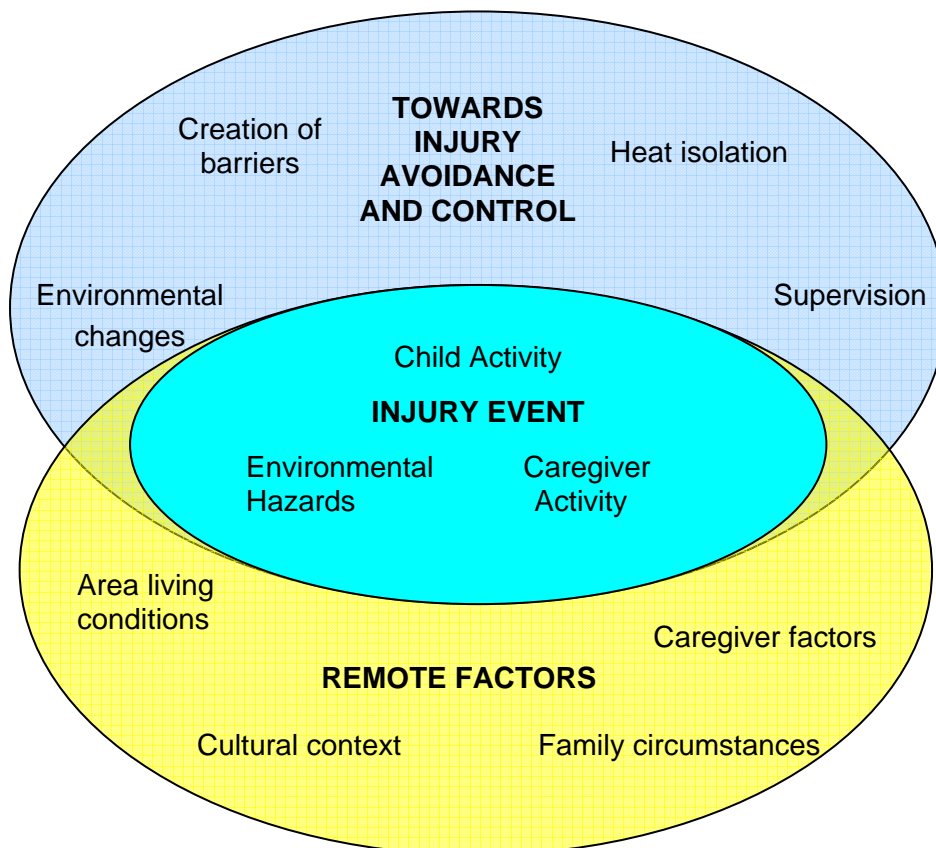 TOWARDS
INJURY
AVOIDANCE
AND CONTROL
Creation of
barriers
Heat isolation
Environmental
changes
Supervision
Child Activity
INJURY EVENT
Environmental
Hazards
Caregiver
Activity
Area living
conditions
Caregiver factors
REMOTE FACTORS
Cultural context
Family circumstances